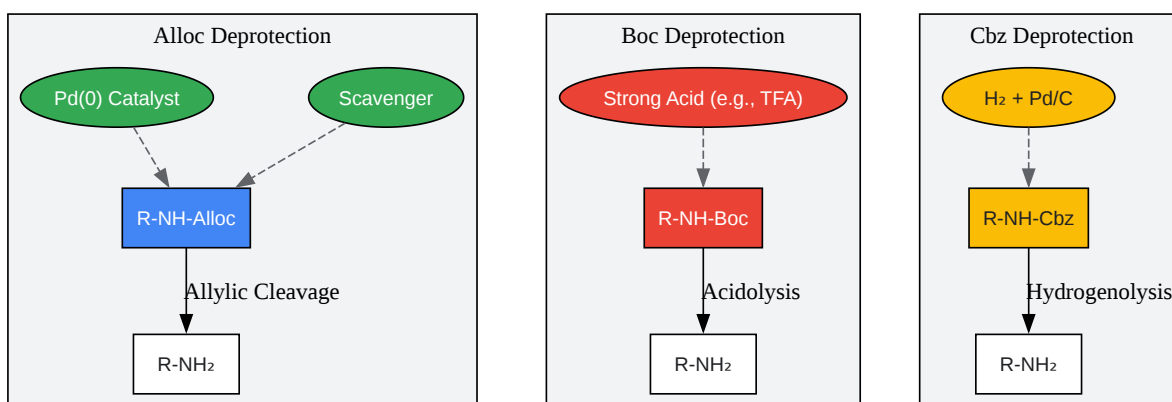 Alloc Deprotection
Pd(0) Catalyst
Scavenger
R-NH-Alloc
Allylic Cleavage
R-NH₂
Boc Deprotection
Strong Acid (e.g., TFA)
R-NH-Boc
Acidolysis
R-NH₂
Cbz Deprotection
H₂ + Pd/C
R-NH-Cbz
Hydrogenolysis
R-NH₂